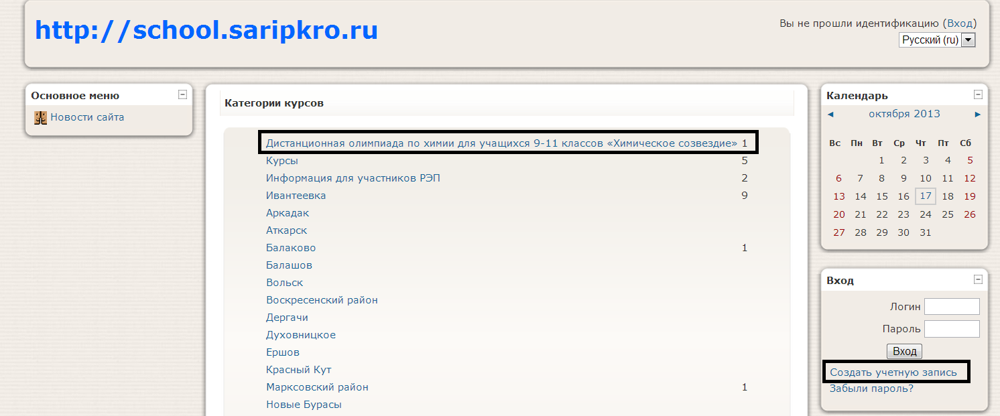 http://school.saripkro.ru
Вы не прошли идентификацию (Вход)
Русский (ru)
Основное меню
Новости сайта
Категории курсов
Дистанционная олимпиада по химии для учащихся 9-11 классов «Химическое созвездие» 1
Курсы 5
Информация для участников РЭП 2
Ивантеевка 9
Аркадак
Аткарск
Балаково 1
Балашов
Вольск
Воскресенский район
Дергачи
Духовницкое
Ершов
Красный Кут
Марксовский район 1
Новые Бурасы
Календарь
◄ октября 2013 ►
Вс Пн Вт Ср Чт Пт Сб
1 2 3 4 5
6 7 8 9 10 11 12
13 14 15 16 17 18 19
20 21 22 23 24 25 26
27 28 29 30 31
Вход
Логин
Пароль
Вход
Создать учетную запись
Забыли пароль?